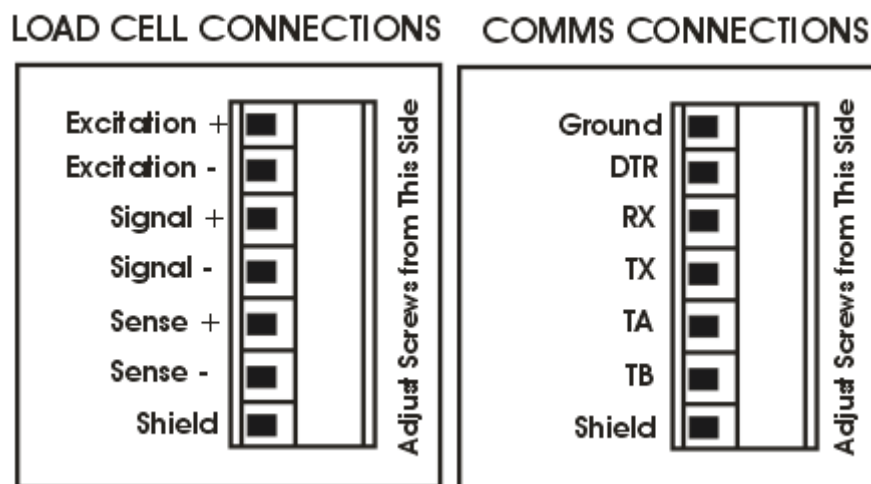 LOAD CELL CONNECTIONS
Excitation +
Excitation -
Signal +
Signal -
Sense +
Sense -
Shield
Adjust Screws from This Side
COMMS CONNECTIONS
Ground
DTR
RX
TX
TA
TB
Shield
Adjust Screws from This Side